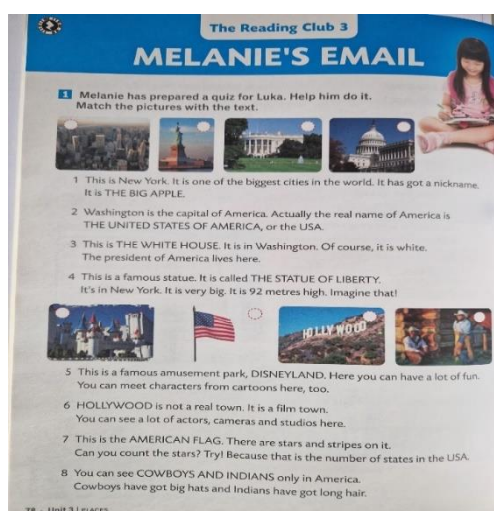 The Reading Club 3
MELANIE'S EMAIL
1 Melanie has prepared a quiz for Luka. Help him do it.
Match the pictures with the text.
1 This is New York. It is one of the biggest cities in the world. It has got a nickname.
It is THE BIG APPLE.
2 Washington is the capital of America. Actually the real name of America is
THE UNITED STATES OF AMERICA, or the USA.
3 This is THE WHITE HOUSE. It is in Washington. Of course, it is white.
The president of America lives here.
4 This is a famous statue. It is called THE STATUE OF LIBERTY.
It's in New York. It is very big. It is 92 metres high. Imagine that!
HOLLYWOOD
5 This is a famous amusement park, DISNEYLAND. Here you can have a lot of fun.
You can meet characters from cartoons here, too.
6 HOLLYWOOD is not a real town. It is a film town.
You can see a lot of actors, cameras and studios here.
7 This is the AMERICAN FLAG. There are stars and stripes on it.
Can you count the stars? Try! Because that is the number of states in the USA.
8 You can see COWBOYS AND INDIANS only in America.
Cowboys have got big hats and Indians have got long hair.
78 - Unit 3 | PLACES